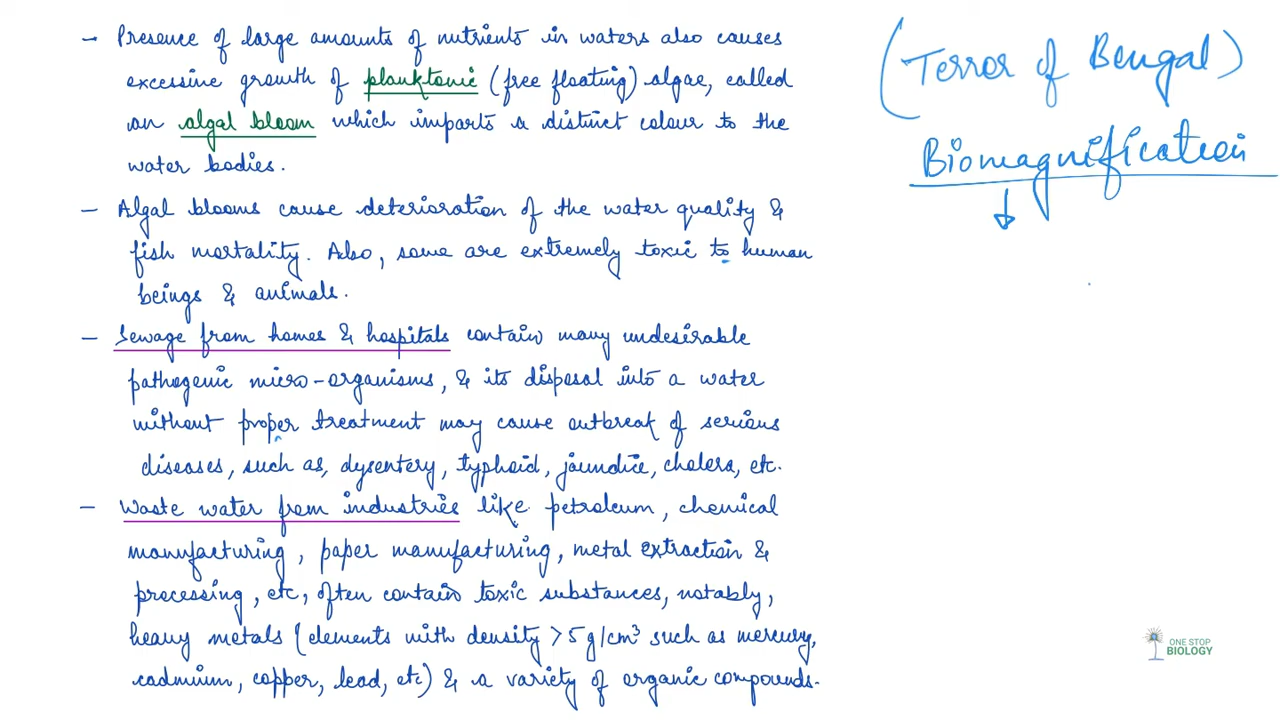 - Presence of large amounts of nutrients in waters also causes
excessive growth of planktonic (free floating) algae, called
an algal bloom which imparts a distinct colour to the
water bodies.
- Algal blooms cause deterioration of the water quality &
fish mortality. Also, some are extremely toxic to human
beings & animals.
- Sewage from homes & hospitals contain many undesirable
pathogenic micro-organisms, & its disposal into a water
without proper treatment may cause outbreak of serious
diseases, such as, dysentery, typhoid, jaundice, cholera, etc.
- Waste water from industries like petroleum, chemical
manufacturing, paper manufacturing, metal extraction &
processing, etc, often contain toxic substances, notably,
heavy metals (elements with density > 5 g/cm³ such as mercury,
cadmium, copper, lead, etc) & a variety of organic compounds.
(Terror of Bengal)
Biomagnification
↓
ONE STOP
BIOLOGY